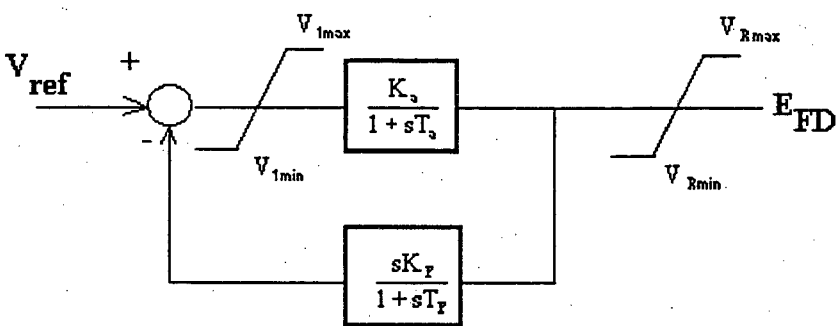 V1max
VRmax
+
Vref
Ka
1 + sTa
EFD
-
V1min
VRmin
sKF
1 + sTF